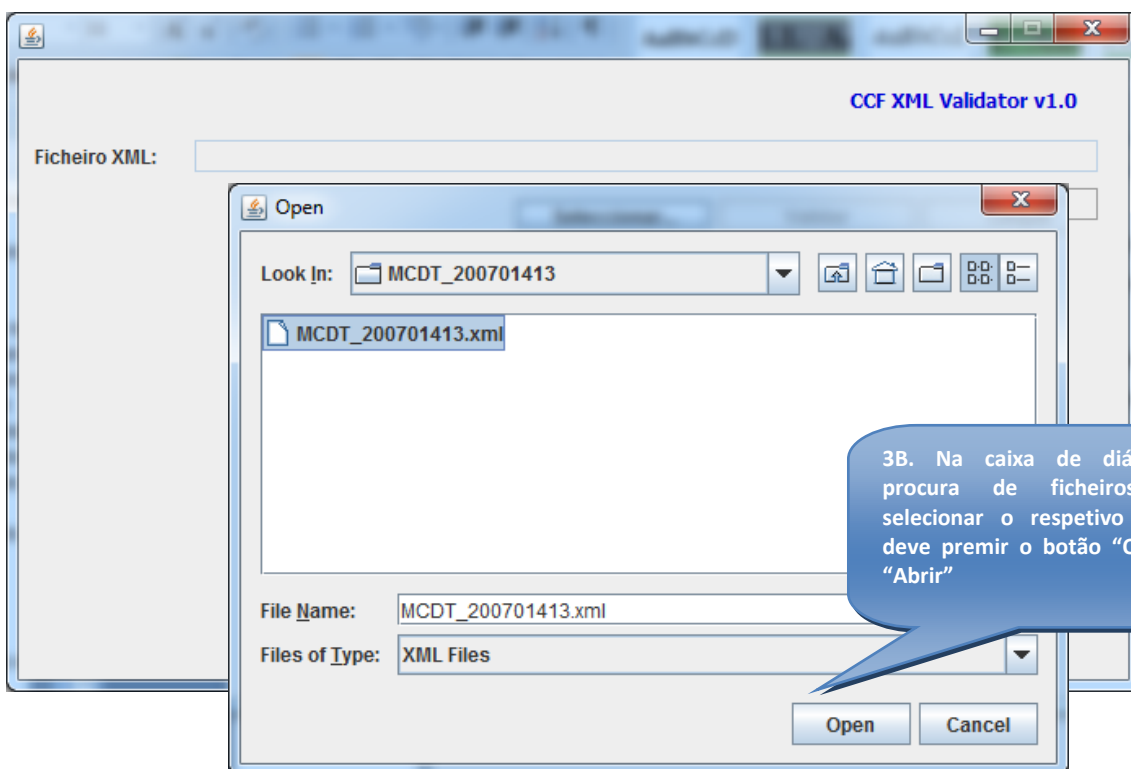 CCF XML Validator v1.0
Ficheiro XML:
Open
Look In: MCDT_200701413
MCDT_200701413.xml
3B. Na caixa de diá
procura de ficheiros
selecionar o respetivo
deve premir o botão “
“Abrir”
File Name: MCDT_200701413.xml
Files of Type: XML Files
Open Cancel